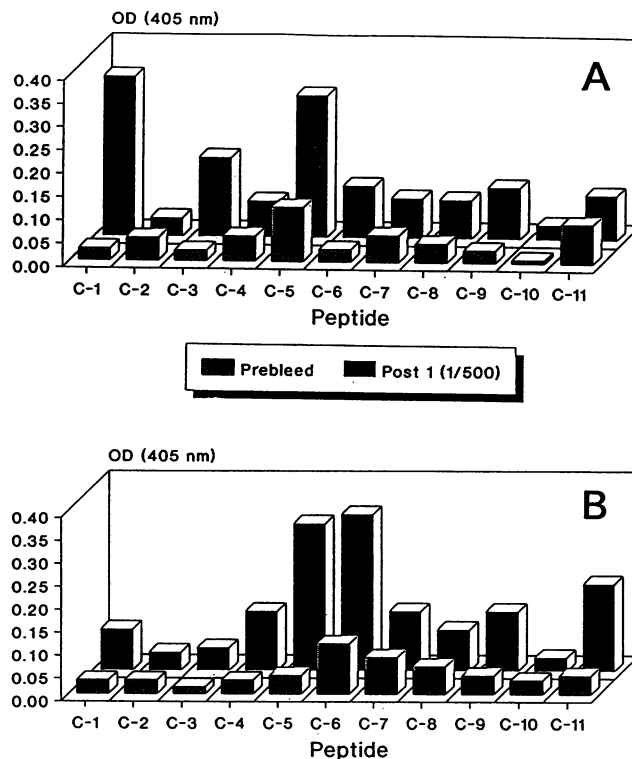 OD (405 nm)
A
0.40
0.35
0.30
0.25
0.20
0.15
0.10
0.05
0.00
C-1 C-2 C-3 C-4 C-5 C-6 C-7 C-8 C-9 C-10 C-11
Peptide
Prebleed Post 1 (1/500)
OD (405 nm)
B
0.40
0.35
0.30
0.25
0.20
0.15
0.10
0.05
0.00
C-1 C-2 C-3 C-4 C-5 C-6 C-7 C-8 C-9 C-10 C-11
Peptide